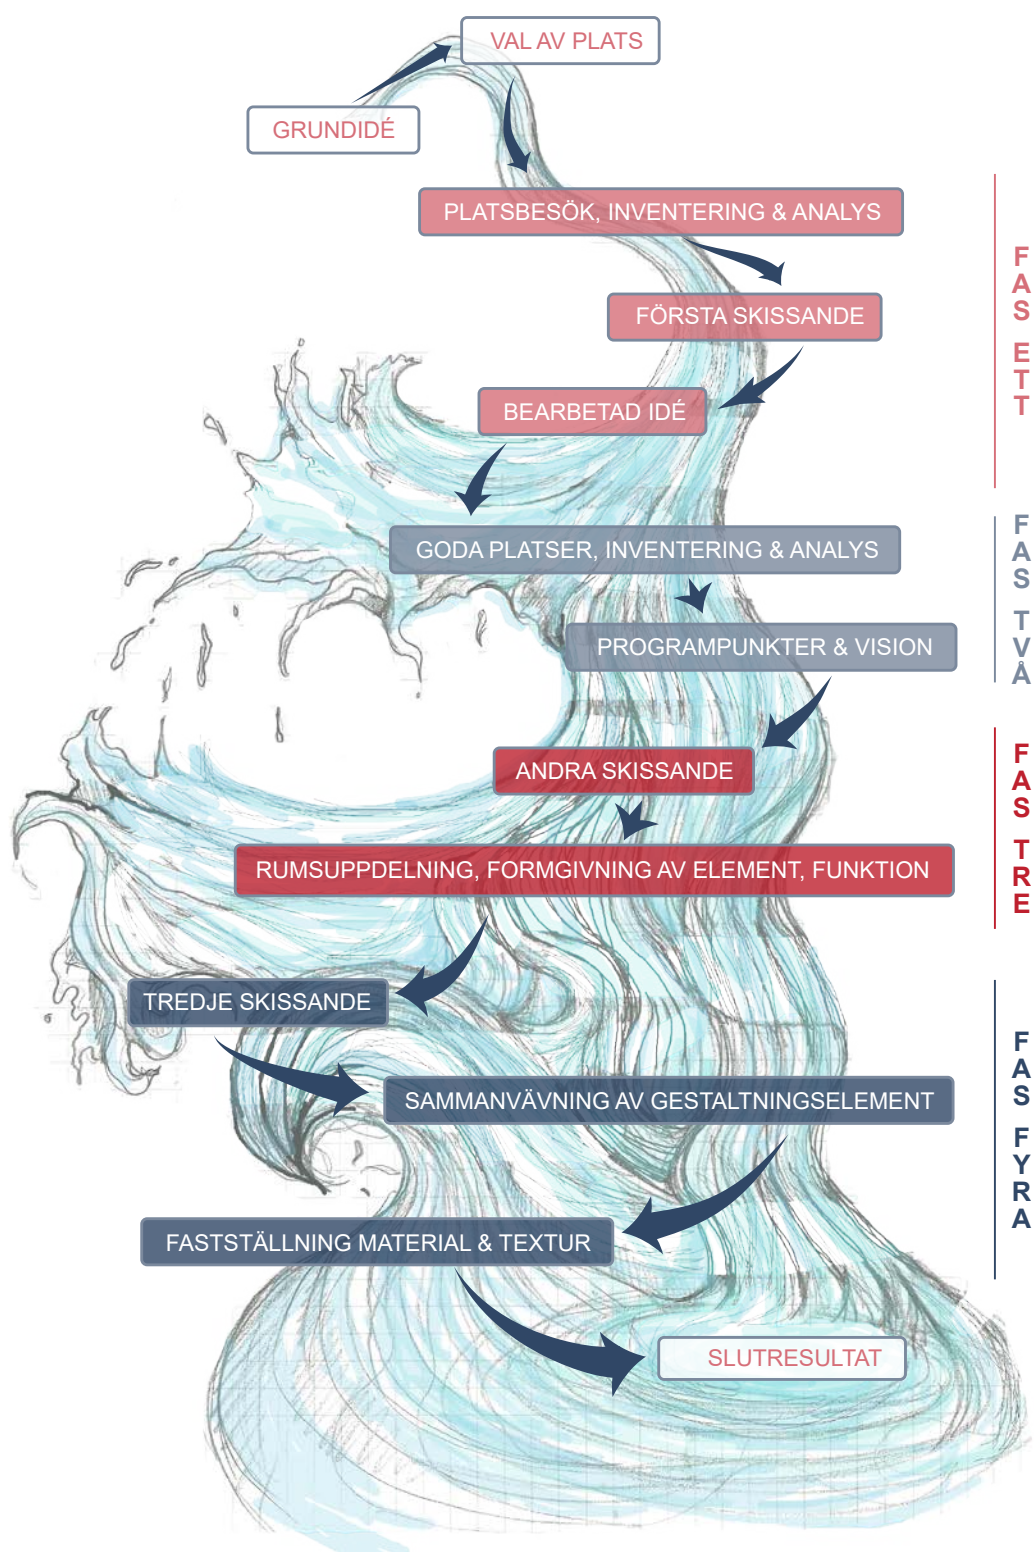 VAL AV PLATS
GRUNDIDÉ
PLATSBESÖK, INVENTERING & ANALYS
FÖRSTA SKISSANDE
BEARBETAD IDÉ
FAS ETT
GODA PLATSER, INVENTERING & ANALYS
PROGRAMPUNKTER & VISION
FAS TVÅ
ANDRA SKISSANDE
RUMSUPPDELNING, FORMGIVNING AV ELEMENT, FUNKTION
FAS TRE
TREDJE SKISSANDE
SAMMANVÄVNING AV GESTALTNINGSELEMENT
FASTSTÄLLNING MATERIAL & TEXTUR
FAS FYRA
SLUTRESULTAT